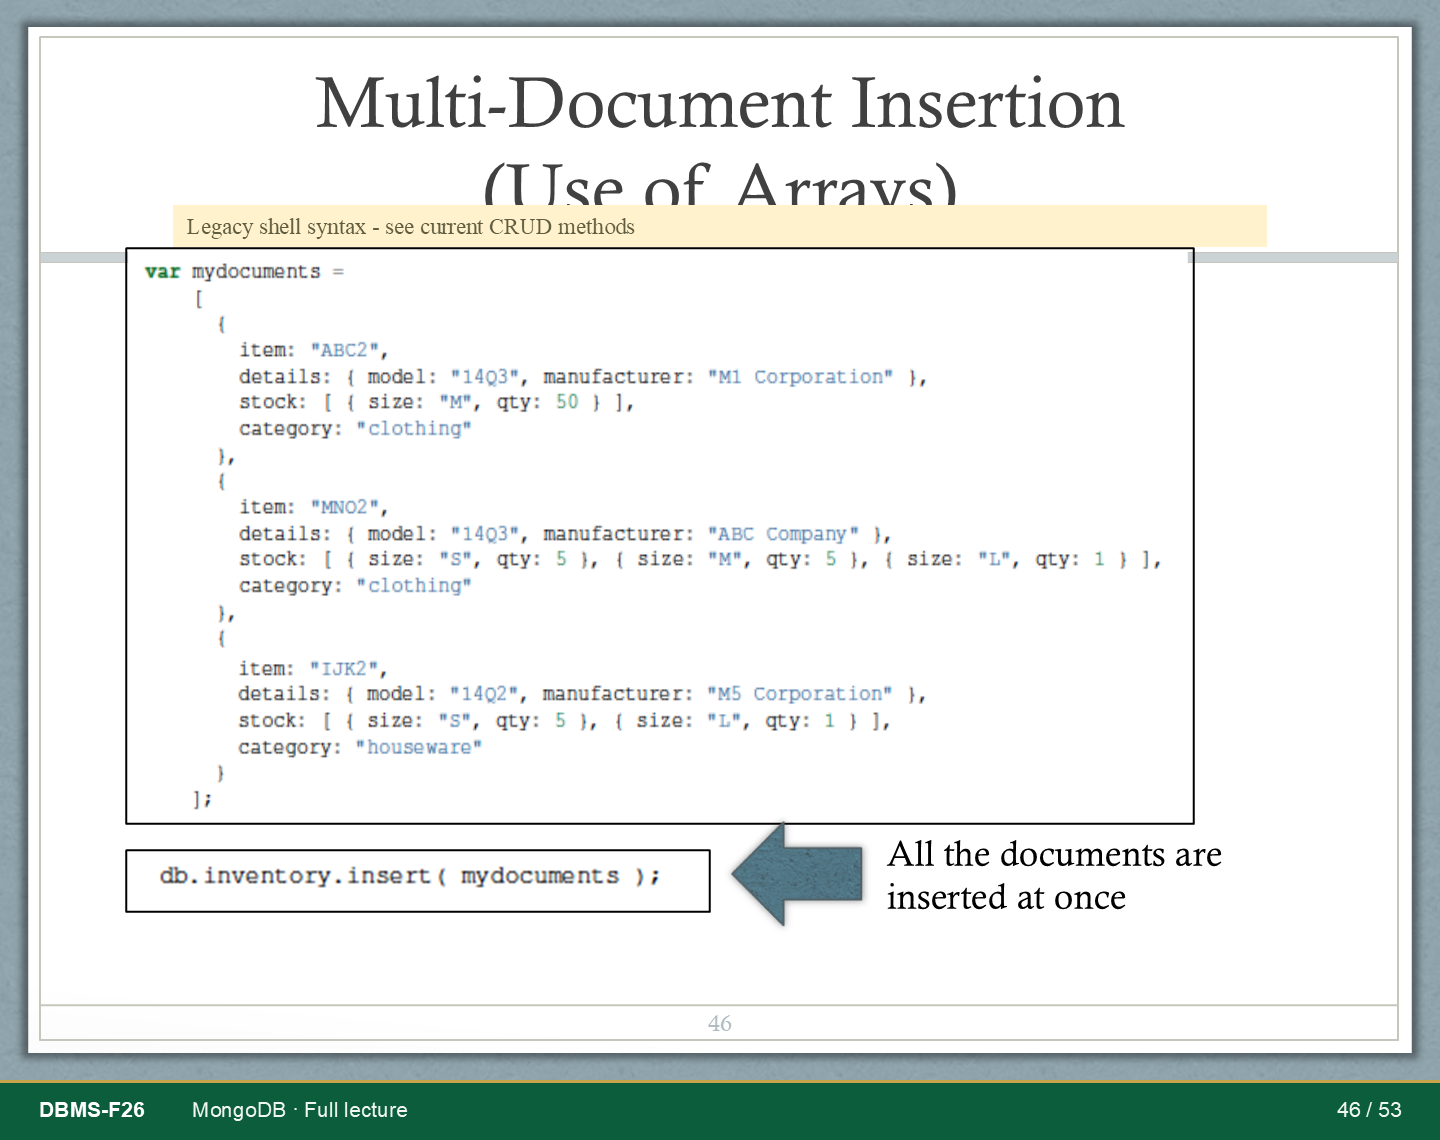 Multi-Document Insertion
(Use of Arrays)
Legacy shell syntax - see current CRUD methods
var mydocuments =
[
{
item: "ABC2",
details: { model: "14Q3", manufacturer: "M1 Corporation" },
stock: [ { size: "M", qty: 50 } ],
category: "clothing"
},
{
item: "MNO2",
details: { model: "14Q3", manufacturer: "ABC Company" },
stock: [ { size: "S", qty: 5 }, { size: "M", qty: 5 }, { size: "L", qty: 1 } ],
category: "clothing"
},
{
item: "IJK2",
details: { model: "14Q2", manufacturer: "M5 Corporation" },
stock: [ { size: "S", qty: 5 }, { size: "L", qty: 1 } ],
category: "houseware"
}
];
db.inventory.insert( mydocuments );
All the documents are
inserted at once
46
DBMS-F26 MongoDB · Full lecture 46 / 53